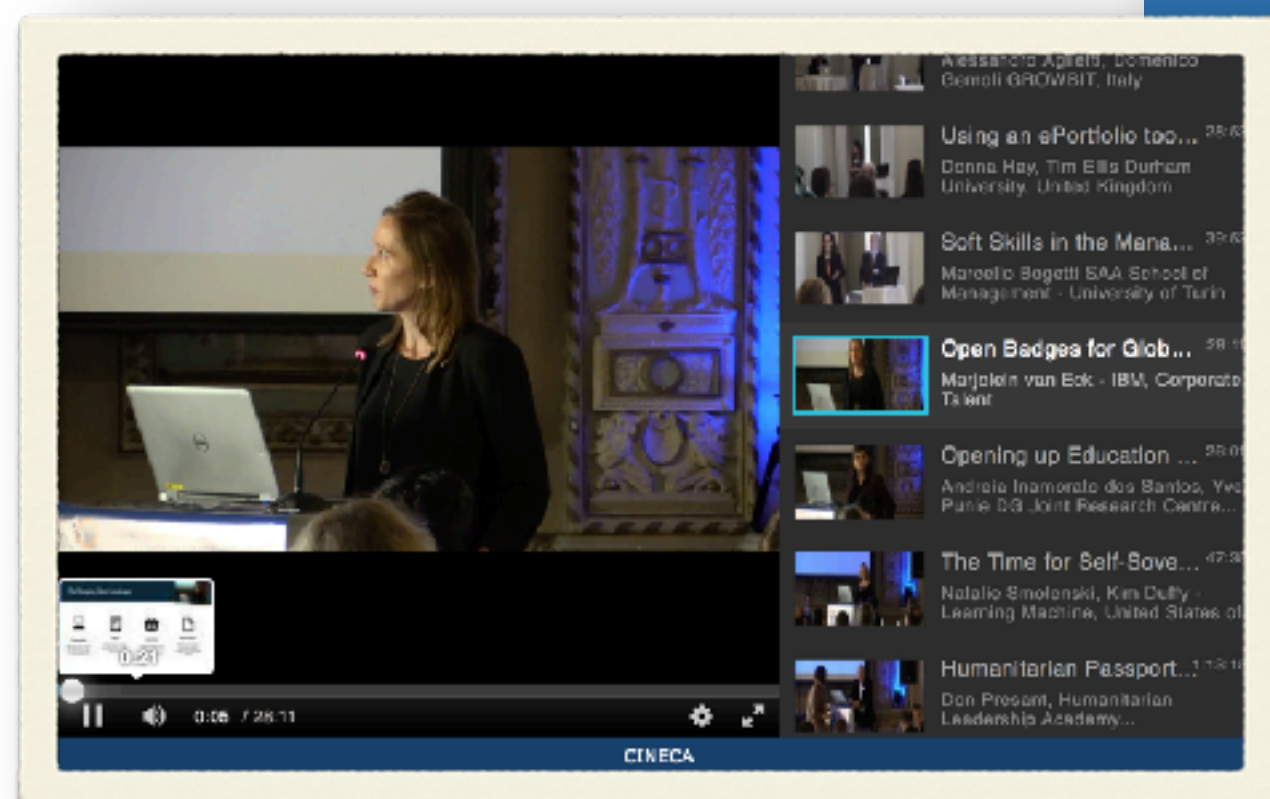 Alessandro Aglietti, Domenico
Gemoli GROWBIT, Italy
Using an ePortfolio too...
Donna Hay, Tim Ellis Durham
University, United Kingdom
Soft Skills in the Mana...
Marcello Bogetti SAA School of
Management - University of Turin
Open Badges for Glob...
Marjolein van Eck - IBM, Corporate
Talent
Opening up Education ...
Andreia Inamorato dos Santos, Yve
Punie DG Joint Research Centre...
The Time for Self-Sove...
Natalie Smolenski, Kim Duffy -
Learning Machine, United States of
Humanitarian Passport...
Don Presant, Humanitarian
Leadership Academy...
0:21
0:05 / 28:11
CINECA